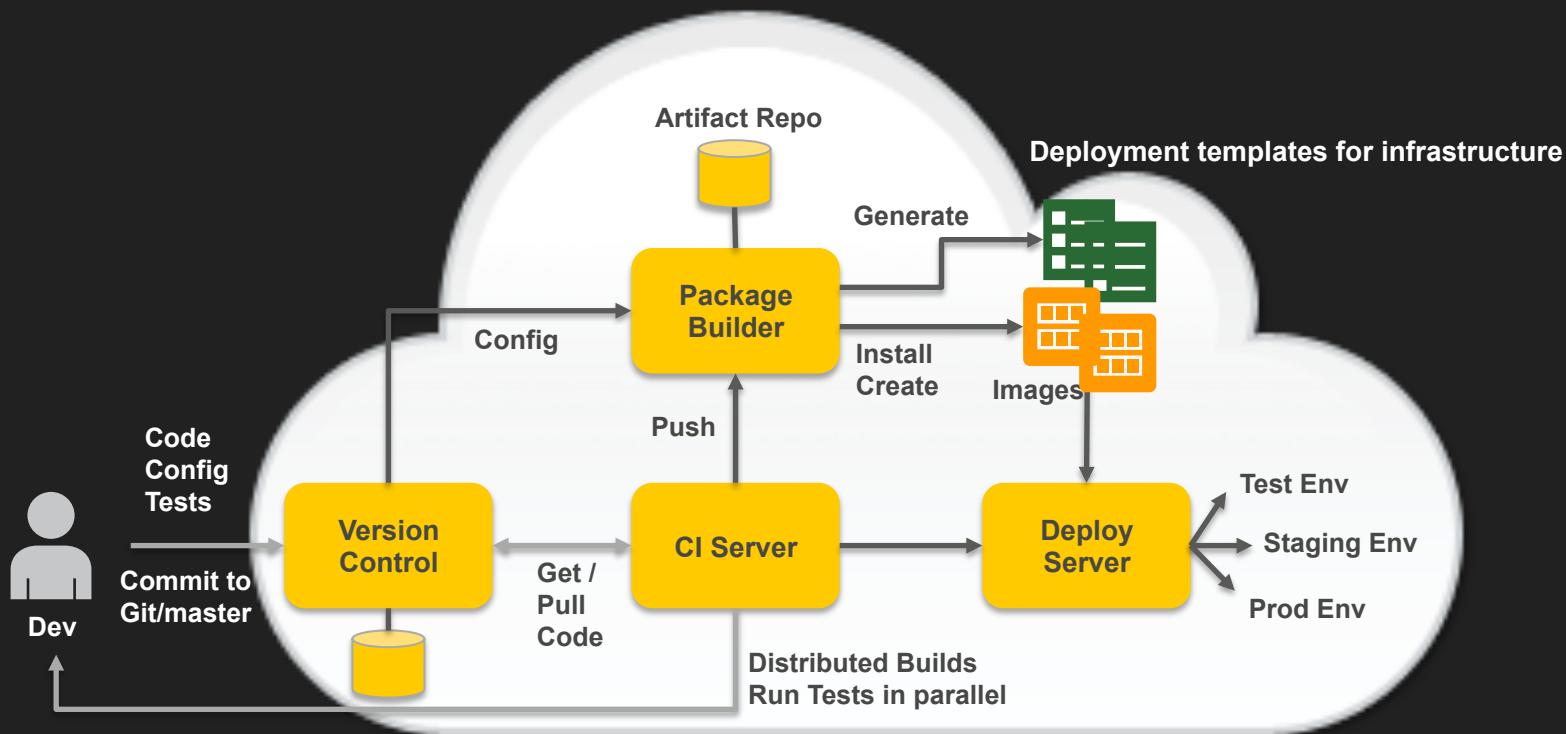 Artifact Repo
Deployment templates for infrastructure
Generate
Package
Builder
Config
Install
Create
Images
Push
Code
Config
Tests
Version
Control
CI Server
Deploy
Server
Test Env
Staging Env
Prod Env
Commit to
Git/master
Dev
Get /
Pull
Code
Distributed Builds
Run Tests in parallel